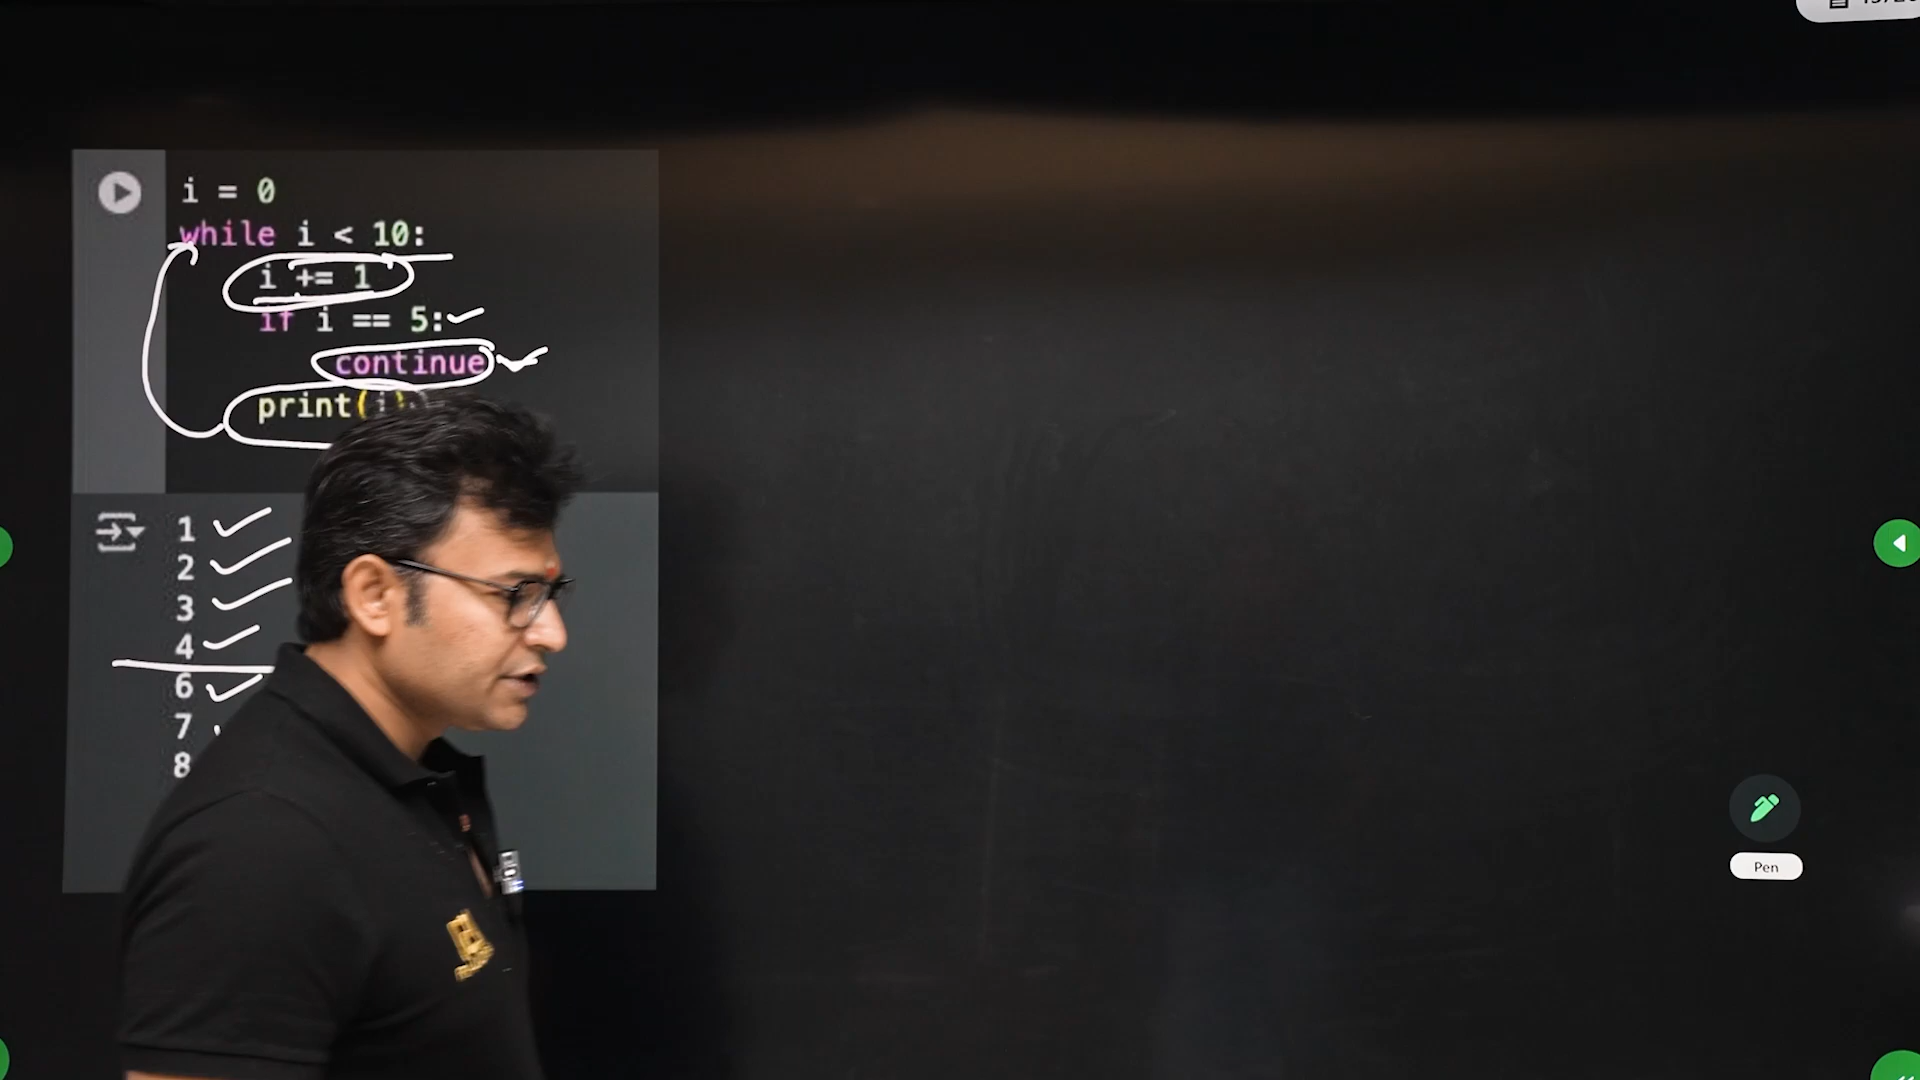 i = 0
while i < 10:
i += 1
if i == 5:
continue
print(i)
1
2
3
4
6
7
8
Pen